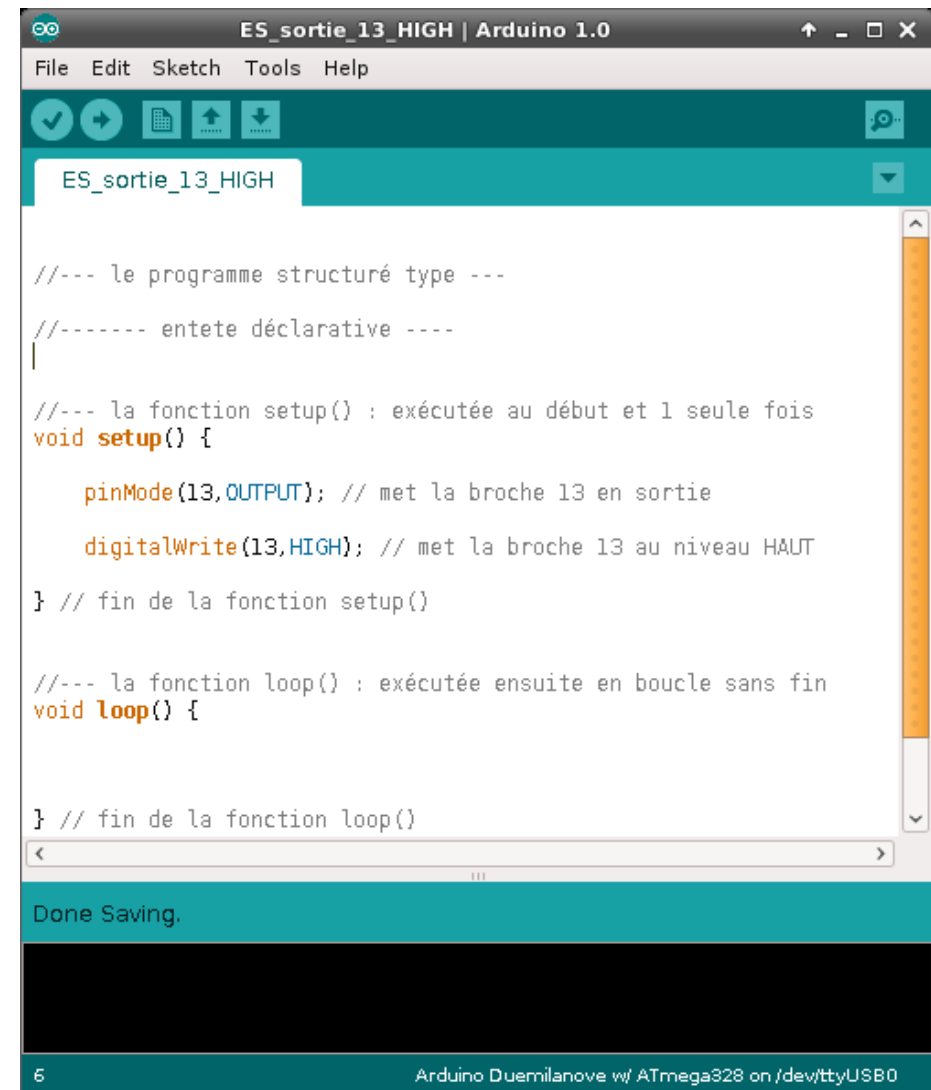 ES_sortie_13_HIGH | Arduino 1.0
File Edit Sketch Tools Help
ES_sortie_13_HIGH
//--- le programme structuré type ---
//------- entete déclarative ----
//--- la fonction setup() : exécutée au début et 1 seule fois
void setup() {
pinMode(13,OUTPUT); // met la broche 13 en sortie
digitalWrite(13,HIGH); // met la broche 13 au niveau HAUT
} // fin de la fonction setup()
//--- la fonction loop() : exécutée ensuite en boucle sans fin
void loop() {
} // fin de la fonction loop()
Done Saving.
6 Arduino Duemilanove w/ ATmega328 on /dev/ttyUSB0